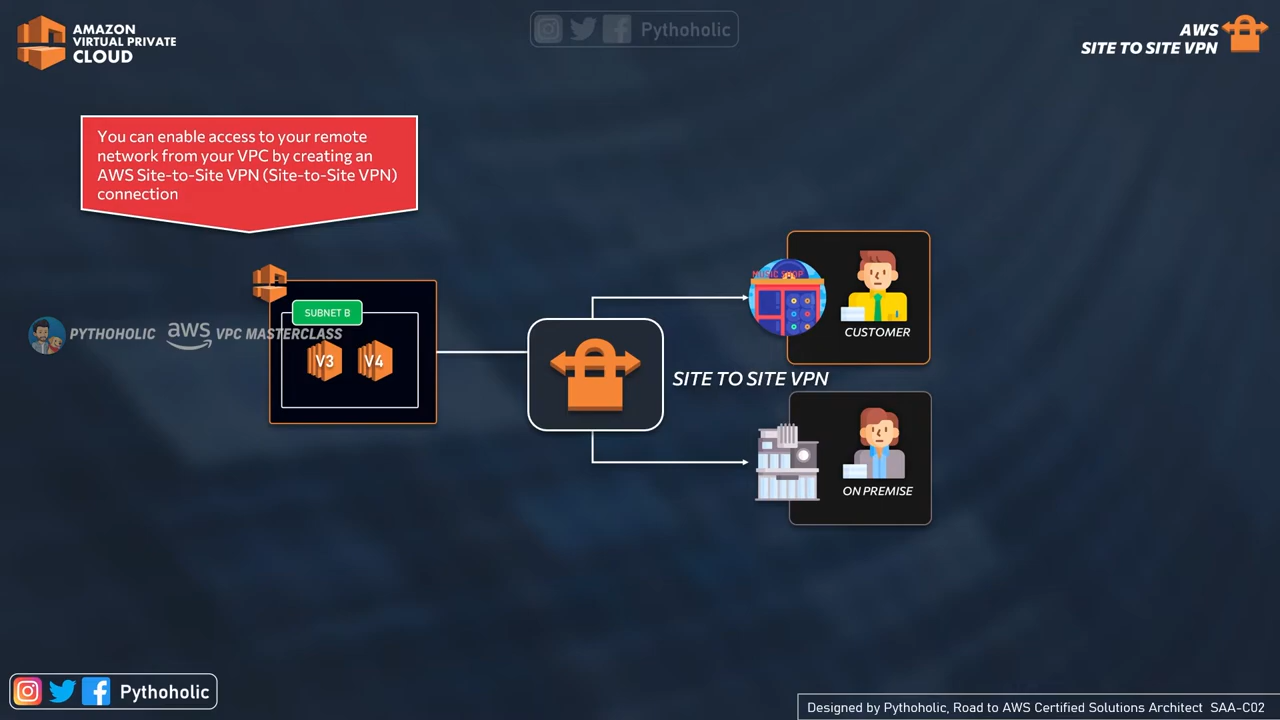 AMAZON
VIRTUAL PRIVATE
CLOUD
Pythoholic
AWS
SITE TO SITE VPN
You can enable access to your remote
network from your VPC by creating an
AWS Site-to-Site VPN (Site-to-Site VPN)
connection
MUSIC SHOP
CUSTOMER
SUBNET B
PYTHOHOLIC aws VPC MASTERCLASS
V3 V4
SITE TO SITE VPN
ON PREMISE
Pythoholic
Designed by Pythoholic, Road to AWS Certified Solutions Architect SAA-C02